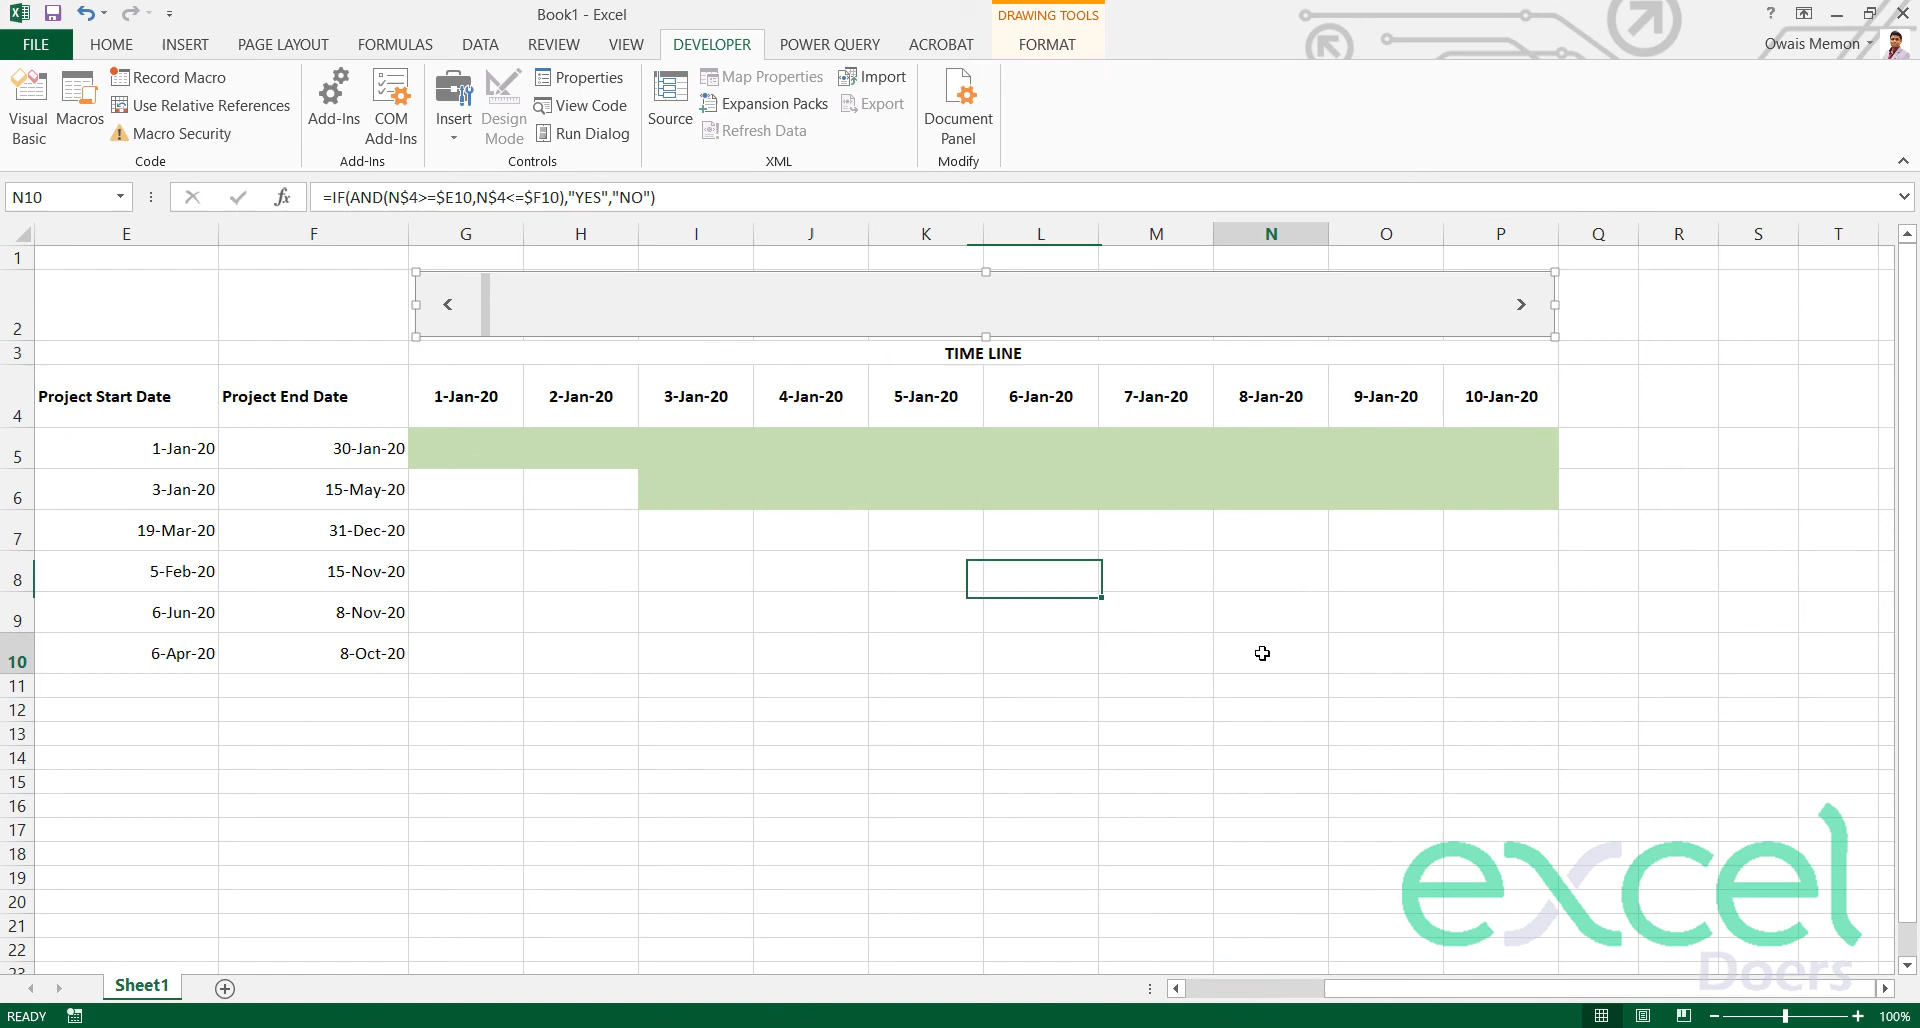 Book1 - Excel
DRAWING TOOLS
?
FILE HOME INSERT PAGE LAYOUT FORMULAS DATA REVIEW VIEW DEVELOPER POWER QUERY ACROBAT FORMAT Owais Memon
Visual Basic
Macros
Record Macro
Use Relative References
Macro Security
Code
Add-Ins
COM Add-Ins
Add-Ins
Insert
Design Mode
Properties
View Code
Run Dialog
Controls
Source
Map Properties
Expansion Packs
Refresh Data
Import
Export
XML
Document Panel
Modify
N10 fx =IF(AND(N$4>=$E10,N$4<=$F10),"YES","NO")
E F G H I J K L M N O P Q R S T
1
2
3 TIME LINE
4 Project Start Date Project End Date 1-Jan-20 2-Jan-20 3-Jan-20 4-Jan-20 5-Jan-20 6-Jan-20 7-Jan-20 8-Jan-20 9-Jan-20 10-Jan-20
5 1-Jan-20 30-Jan-20
6 3-Jan-20 15-May-20
7 19-Mar-20 31-Dec-20
8 5-Feb-20 15-Nov-20
9 6-Jun-20 8-Nov-20
10 6-Apr-20 8-Oct-20
11
12
13
14
15
16
17
18
19
20
21
22
23
excel
Doers
Sheet1
READY 100%